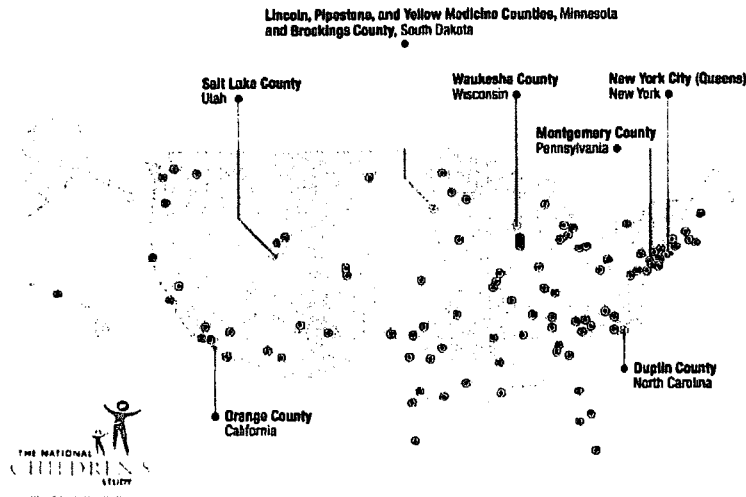 Lincoln, Pipestone, and Yellow Medicine Counties, Minnesota
and Brookings County, South Dakota
Salt Lake County
Utah
Waukesha County
Wisconsin
New York City (Queens)
New York
Montgomery County
Pennsylvania
Duplin County
North Carolina
Orange County
California
THE NATIONAL
CHILDREN'S
STUDY